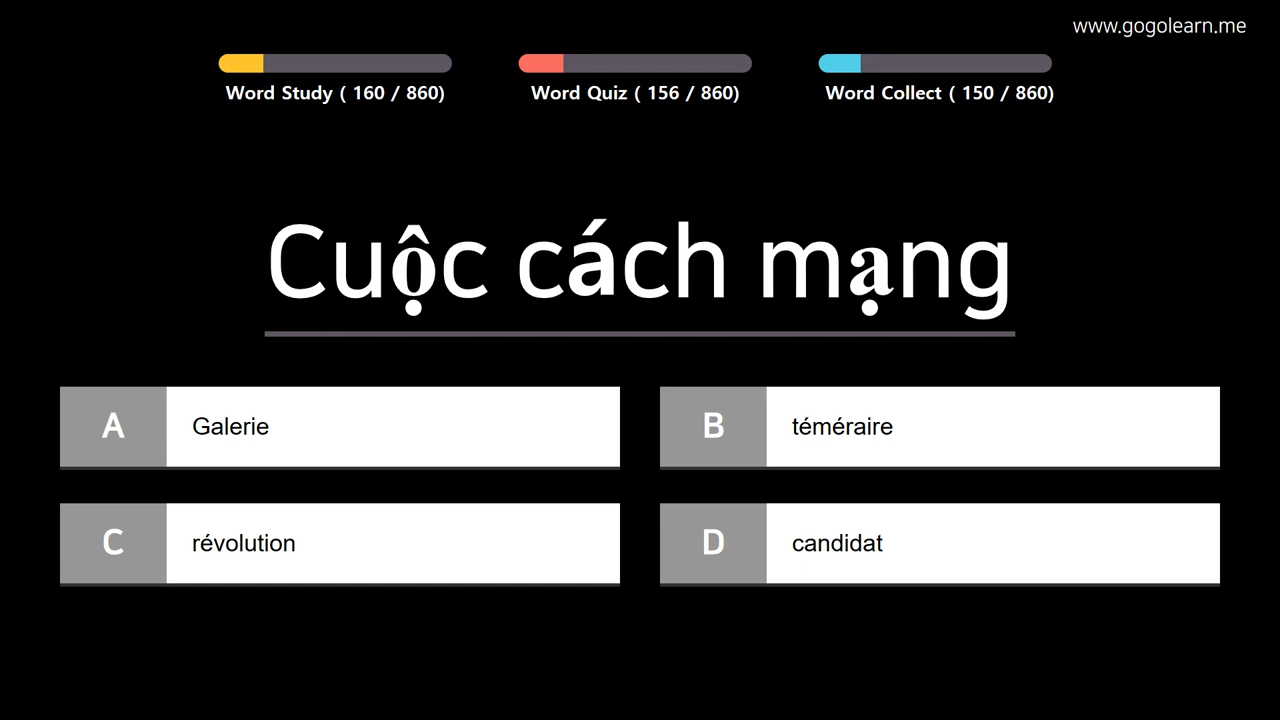 www.gogolearn.me
Word Study ( 160 / 860)
Word Quiz ( 156 / 860)
Word Collect ( 150 / 860)
Cuộc cách mạng
A Galerie
B téméraire
C révolution
D candidat